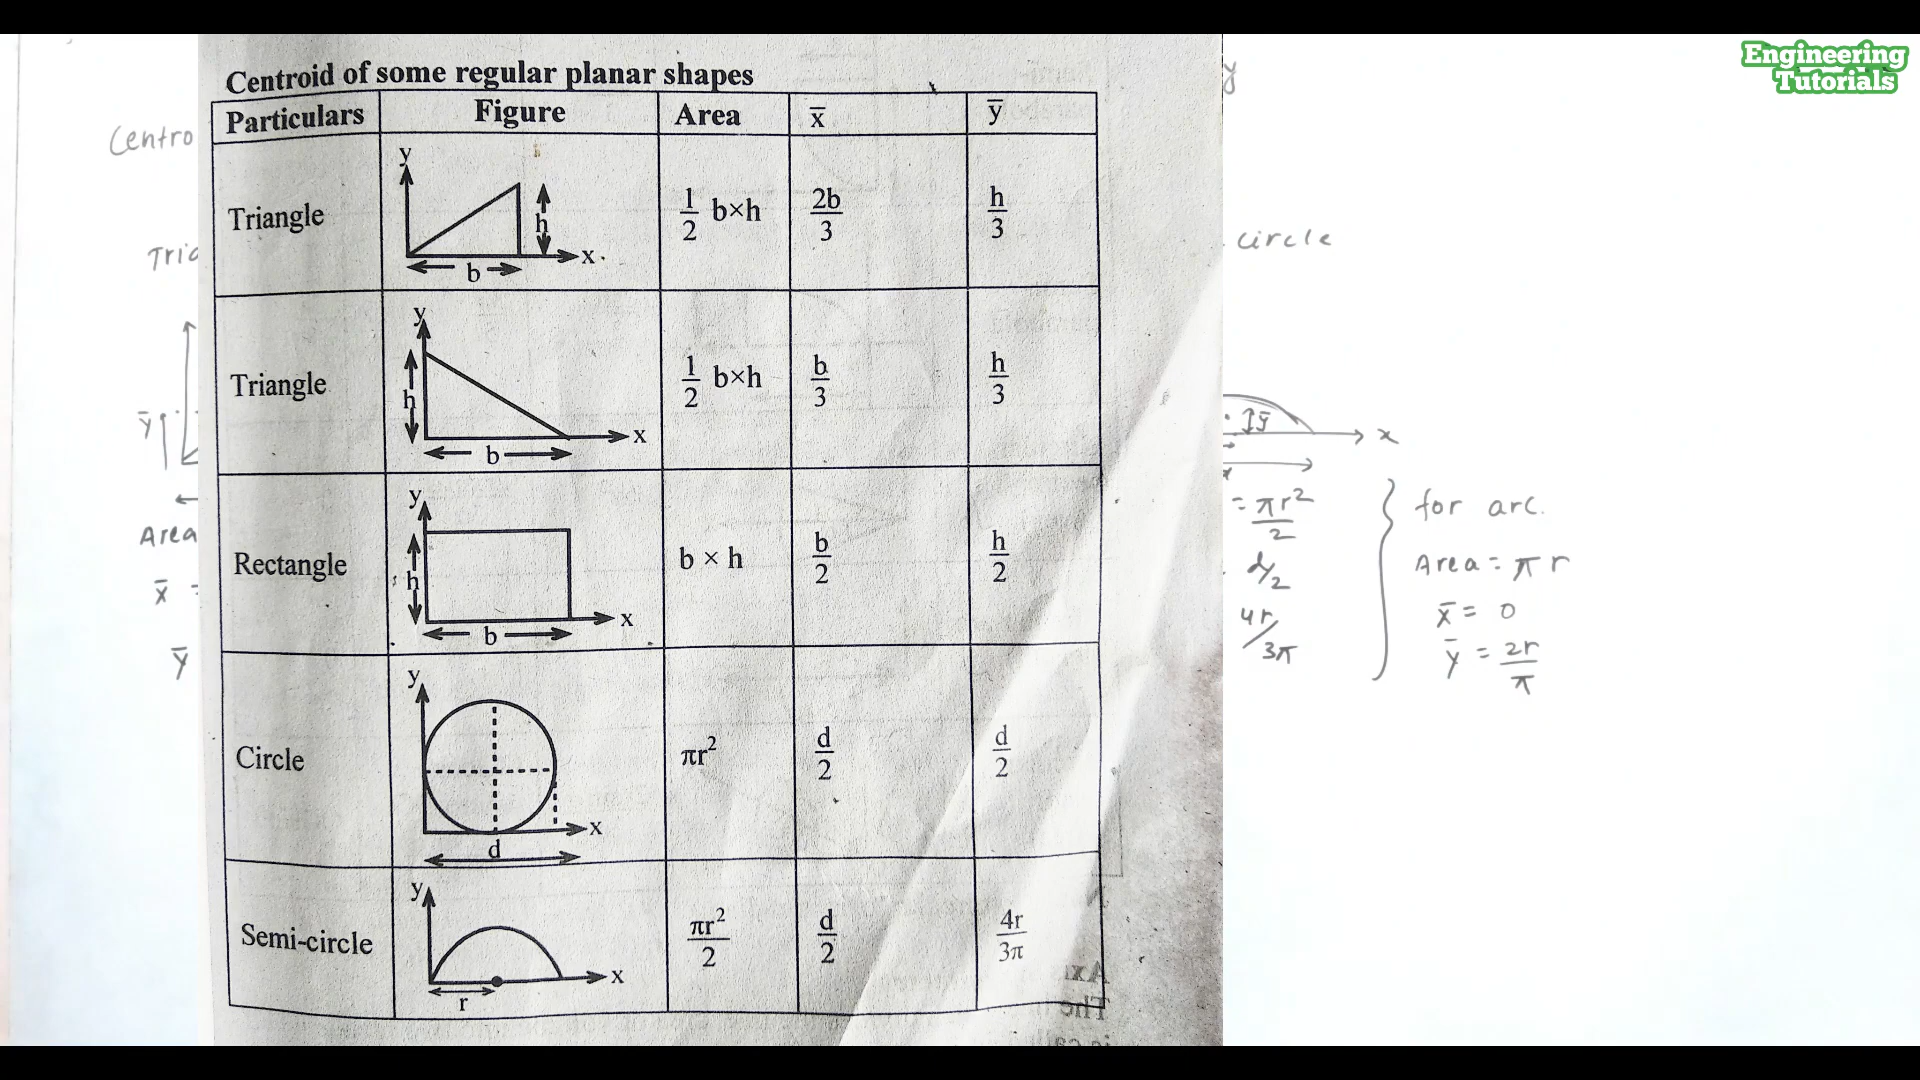 Engineering
Tutorials
Centroid of some regular planar shapes
Particulars Figure Area x̅ y̅
Triangle y h x b 1/2 b×h 2b/3 h/3
Triangle y h x b 1/2 b×h b/3 h/3
Rectangle y h x b b × h b/2 h/2
Circle y x d πr² d/2 d/2
Semi-circle y x r πr²/2 d/2 4r/3π
Centro
Tria
y̅
Area
x̅ =
y̅
y
circle
y̅ x
= πr²/2
d/2
4r/3π
for arc.
Area = πr
x̅ = 0
y̅ = 2r/π